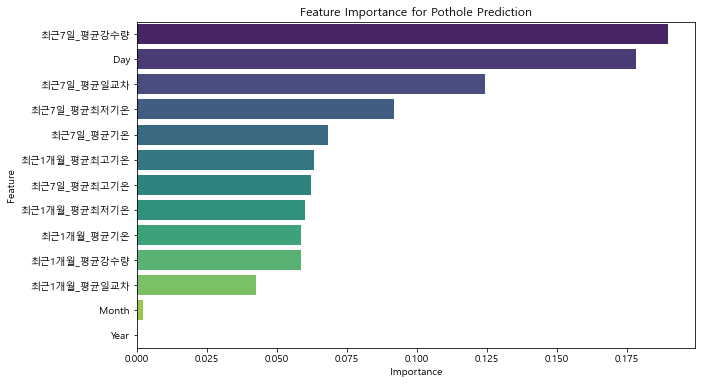 Feature Importance for Pothole Prediction
최근7일_평균강수량
Day
최근7일_평균일교차
최근7일_평균최저기온
최근7일_평균기온
최근1개월_평균최고기온
최근7일_평균최고기온
최근1개월_평균최저기온
최근1개월_평균기온
최근1개월_평균강수량
최근1개월_평균일교차
Month
Year
Feature
0.000 0.025 0.050 0.075 0.100 0.125 0.150 0.175
Importance